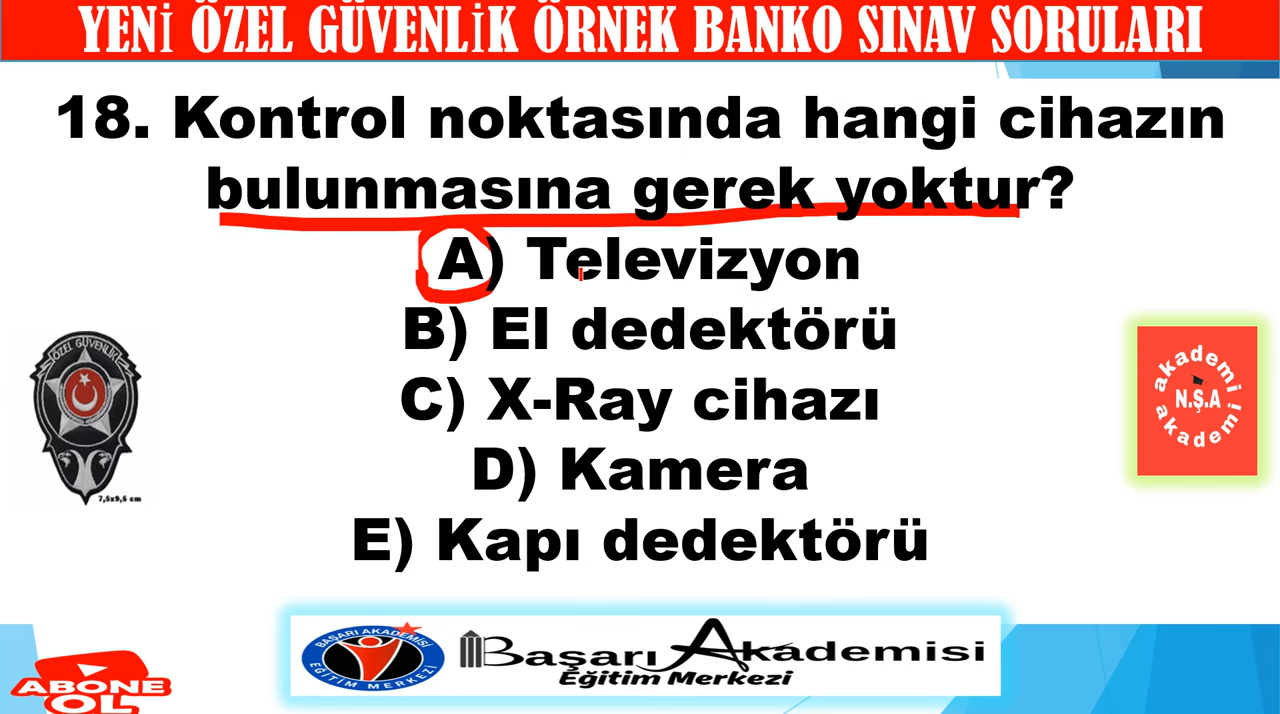 YENİ ÖZEL GÜVENLİK ÖRNEK BANKO SINAV SORULARI
18. Kontrol noktasında hangi cihazın
bulunmasına gerek yoktur?
A) Televizyon
B) El dedektörü
C) X-Ray cihazı
D) Kamera
E) Kapı dedektörü
ÖZEL GÜVENLİK
7,5x9,5 cm
akademi
N.Ş.A
akademi
BAŞARI AKADEMİSİ
EĞİTİM MERKEZİ
Başarı Akademisi
Eğitim Merkezi
ABONE
OL